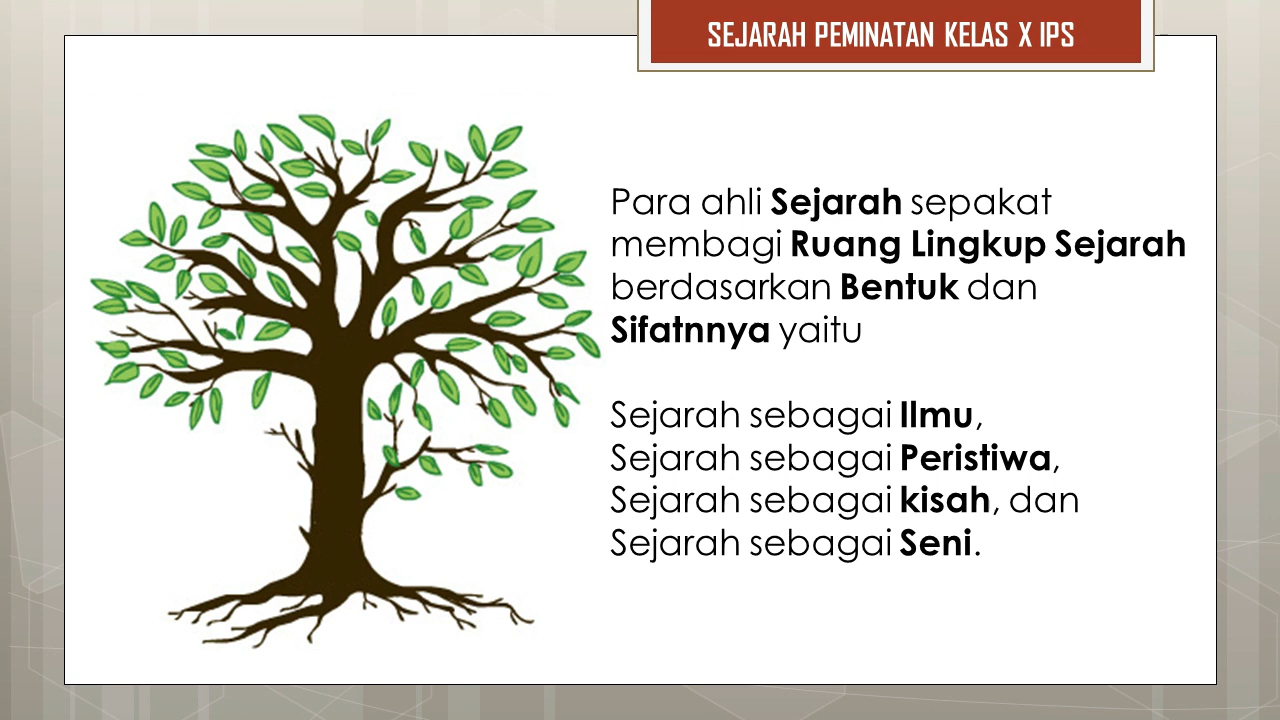 SEJARAH PEMINATAN KELAS X IPS
Para ahli Sejarah sepakat
membagi Ruang Lingkup Sejarah
berdasarkan Bentuk dan
Sifatnnya yaitu
Sejarah sebagai Ilmu,
Sejarah sebagai Peristiwa,
Sejarah sebagai kisah, dan
Sejarah sebagai Seni.